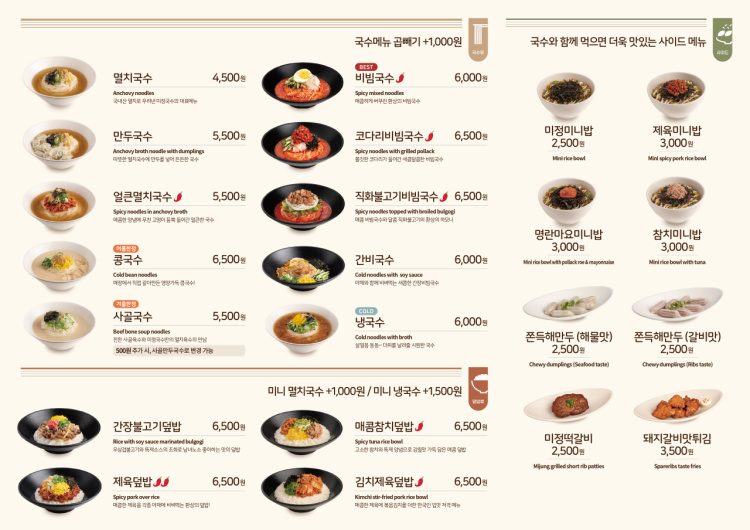 국수메뉴 곱빼기 +1,000원
국수류
멸치국수 4,500원
Anchovy noodles
국내산 멸치로 우려낸 미정국수의 대표메뉴
만두국수 5,500원
Anchovy broth noodle with dumplings
따뜻한 멸치국수에 만두를 넣어 든든한 국수
얼큰멸치국수 5,500원
Spicy noodles in anchovy broth
매콤한 양념에 우린 고명이 듬뿍 들어간 얼큰한 국수
여름한정
콩국수 6,500원
Cold bean noodles
매장에서 직접 갈아만든 영양가득 콩국수!
겨울한정
사골국수 5,500원
Beef bone soup noodles
진한 사골육수와 미정국수만의 멸치육수의 만남
500원 추가 시, 사골만두국수로 변경 가능
BEST
비빔국수 6,000원
Spicy mixed noodles
매콤하게 버무린 환상의 비빔국수
코다리비빔국수 6,500원
Spicy noodles with grilled pollack
쫄깃한 코다리가 들어간 새콤달콤한 비빔국수
직화불고기비빔국수 6,500원
Spicy noodles topped with broiled bulgogi
매콤 비빔국수와 달콤 직화불고기의 환상의 하모니
간비국수 6,000원
Cold noodles with soy sauce
야채와 함께 비벼먹는 새콤한 간장비빔국수
COLD
냉국수 6,000원
Cold noodles with broth
살얼음 동동~ 더위를 날려줄 시원한 국수
미니 멸치국수 +1,000원 / 미니 냉국수 +1,500원
덮밥류
간장불고기덮밥 6,500원
Rice with soy sauce marinated bulgogi
우삼겹불고기와 특제소스의 조화로 남녀노소 좋아하는 맛의 덮밥
제육덮밥 6,500원
Spicy pork over rice
매콤한 제육을 각종 야채에 비벼먹는 환상의 덮밥!
매콤참치덮밥 6,500원
Spicy tuna rice bowl
고소한 참치와 특제 양념으로 감칠맛 가득 담은 매콤 덮밥
김치제육덮밥 6,500원
Kimchi stir-fried pork rice bowl
매콤한 제육에 볶음김치를 더한 한국인 입맛 저격 메뉴
국수와 함께 먹으면 더욱 맛있는 사이드 메뉴
사이드
미정미니밥
2,500원
Mini rice bowl
제육미니밥
3,000원
Mini spicy pork rice bowl
명란마요미니밥
3,000원
Mini rice bowl with pollack roe & mayonnaise
참치미니밥
3,000원
Mini rice bowl with tuna
쫀득해만두 (해물맛)
2,500원
Chewy dumplings (Seafood taste)
쫀득해만두 (갈비맛)
2,500원
Chewy dumplings (Ribs taste)
미정떡갈비
2,500원
Mijung grilled short rib patties
돼지갈비맛튀김
3,500원
Spareribs taste fries